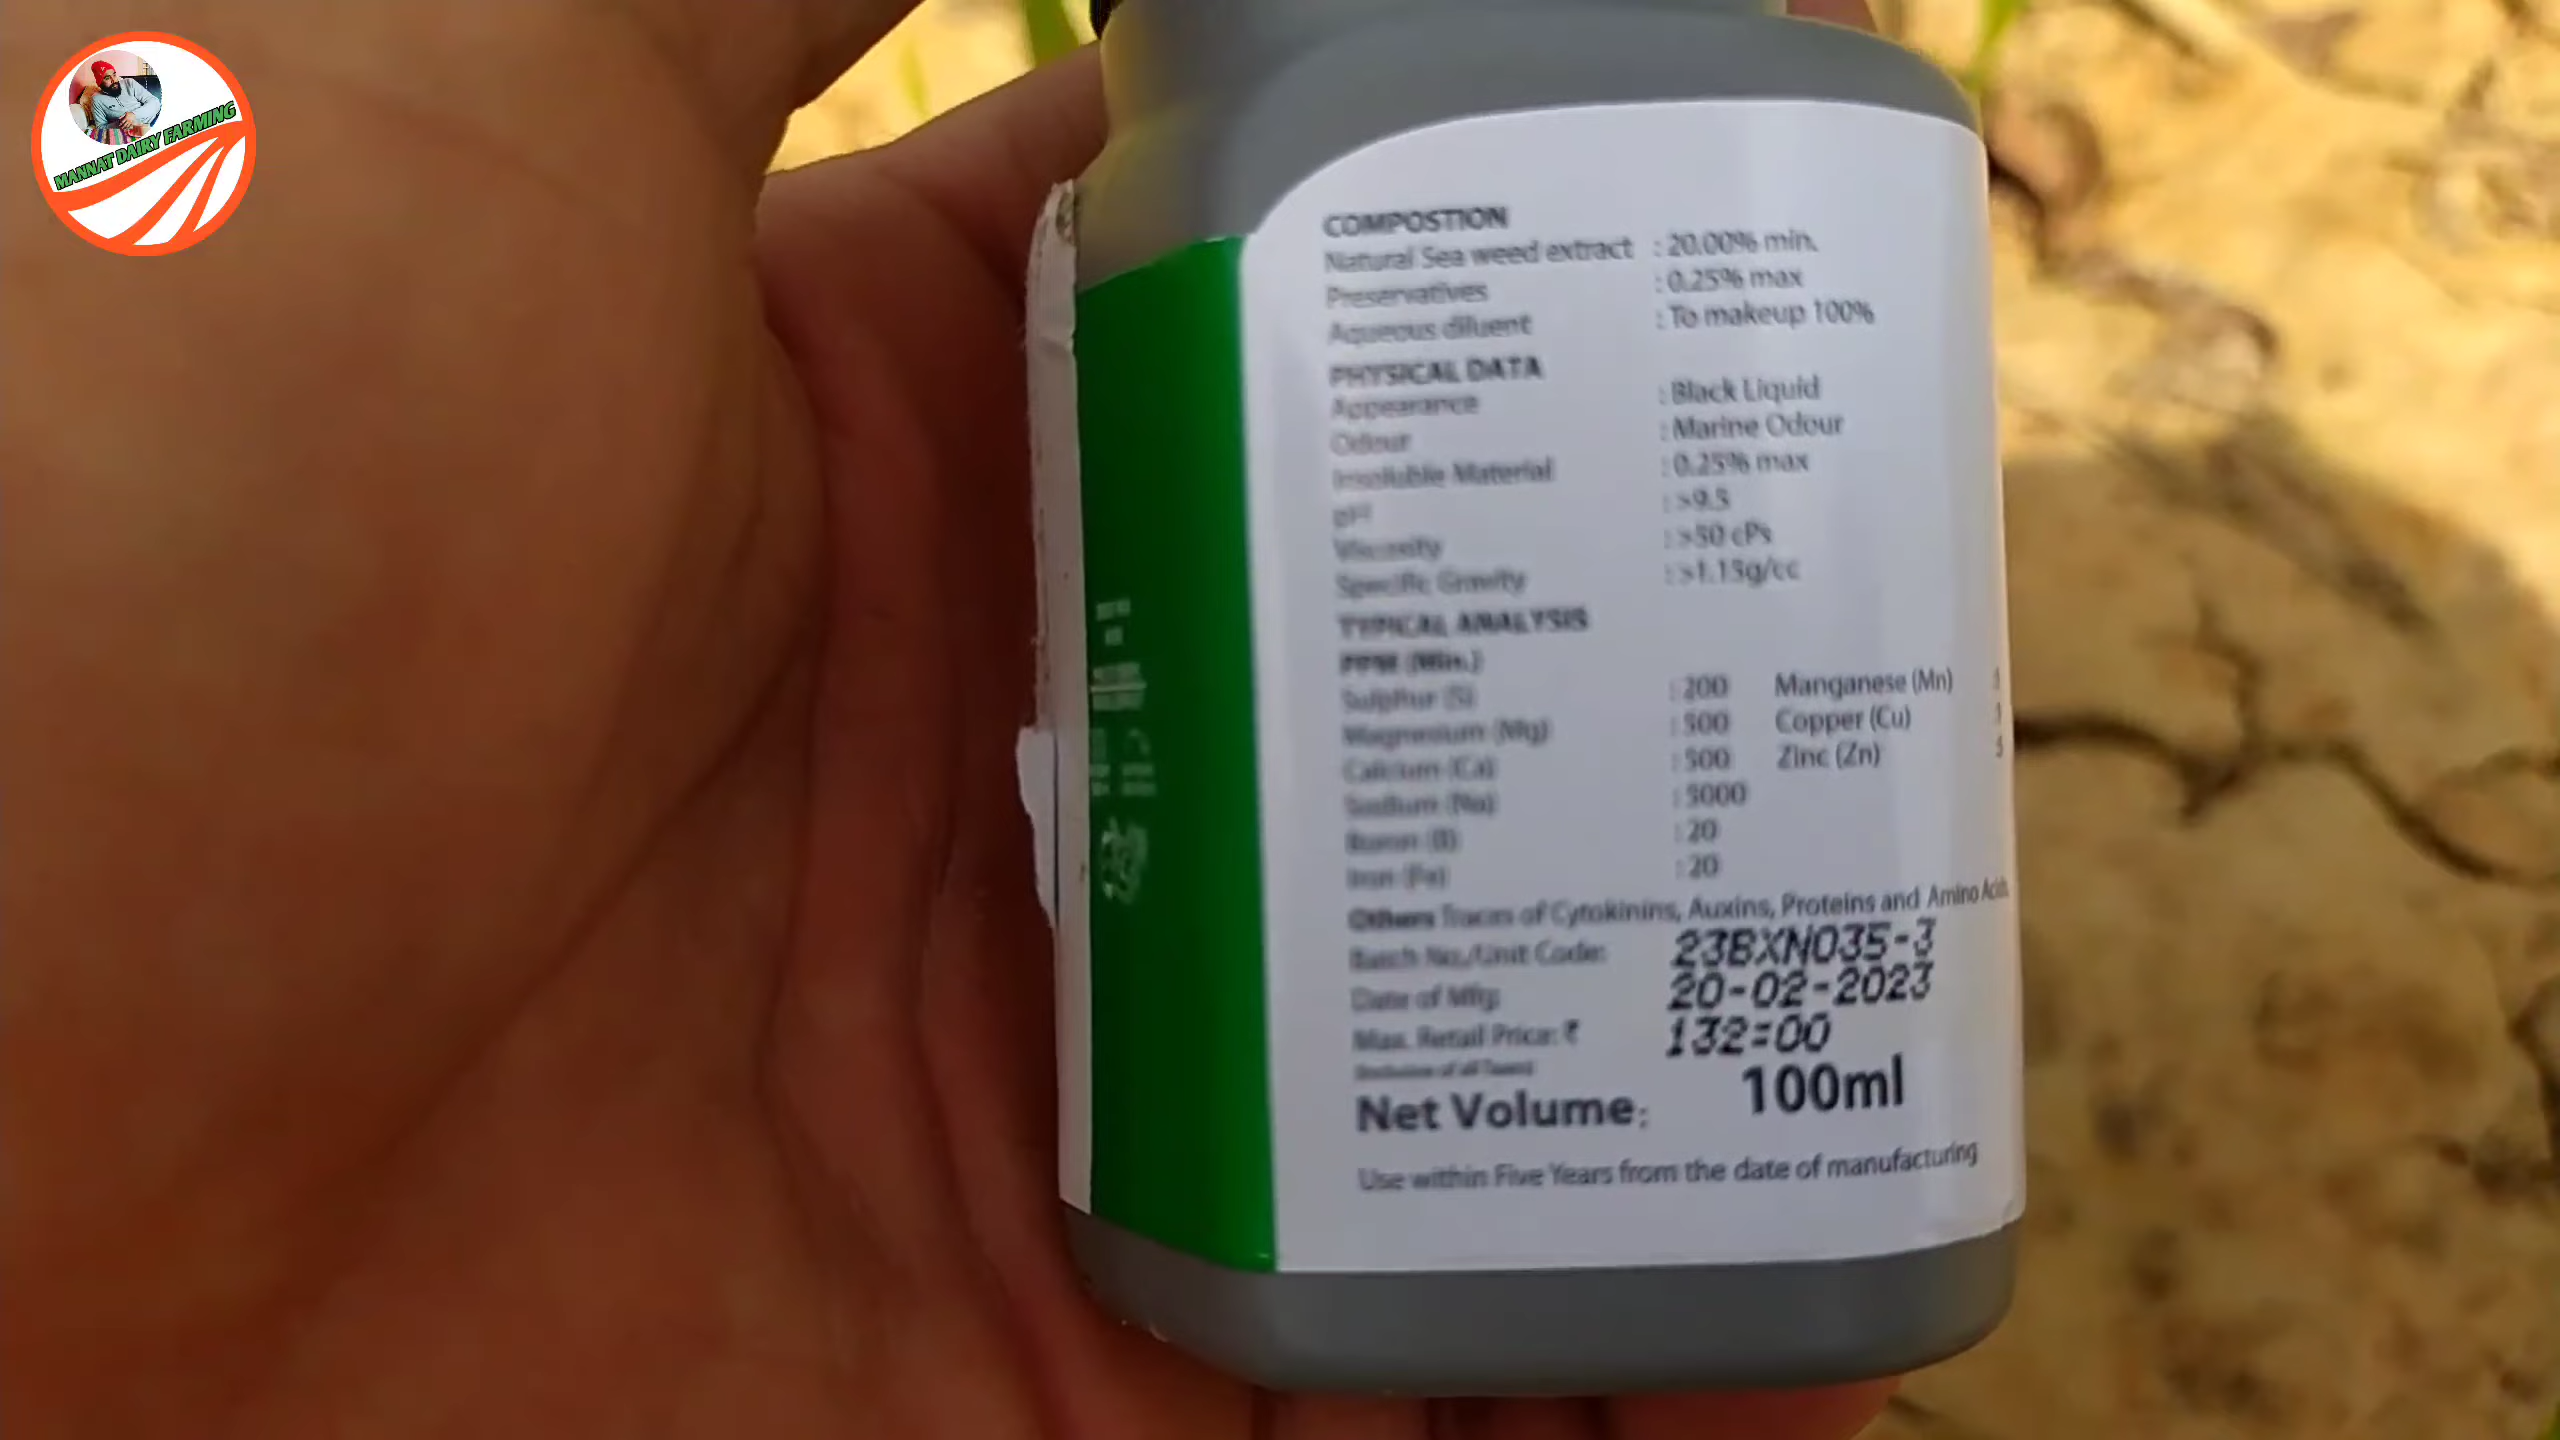 MANNAT DAIRY FARMING
COMPOSTION
Natural Sea weed extract : 20.00% min.
Preservatives : 0.25% max
Aqueous diluent : To makeup 100%
PHYSICAL DATA
Appearance : Black Liquid
Odour : Marine Odour
Insoluble Material : 0.25% max
pH : >9.5
Viscosity : >50 cPs
Specific Gravity : >1.15g/cc
TYPICAL ANALYSIS
PPM (Min.)
Sulphur (S) : 200 Manganese (Mn)
Magnesium (Mg) : 500 Copper (Cu)
Calcium (Ca) : 500 Zinc (Zn) 5
Sodium (Na) : 5000
Boron (B) : 20
Iron (Fe) : 20
Others Traces of Cytokinins, Auxins, Proteins and Amino Acids
Batch No./Unit Code: 23BXN035-3
Date of Mfg: 20-02-2023
Max. Retail Price: ₹ 132=00
(Inclusive of all Taxes)
Net Volume: 100ml
Use within Five Years from the date of manufacturing